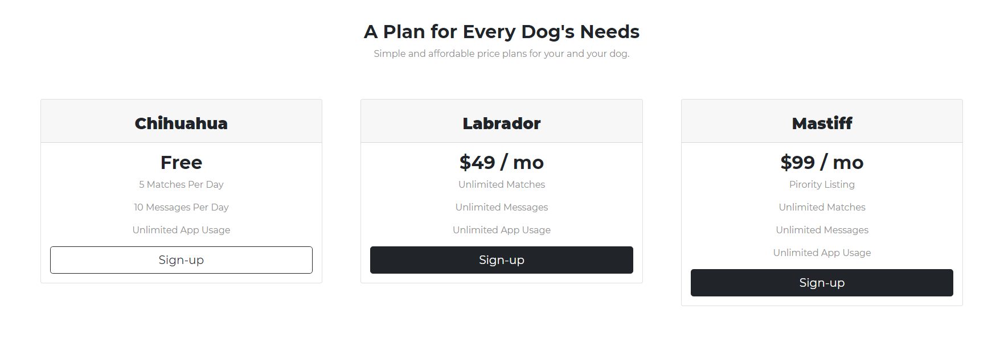 A Plan for Every Dog's Needs
Simple and affordable price plans for your and your dog.
Chihuahua
Free
5 Matches Per Day
10 Messages Per Day
Unlimited App Usage
Sign-up
Labrador
$49 / mo
Unlimited Matches
Unlimited Messages
Unlimited App Usage
Sign-up
Mastiff
$99 / mo
Pirority Listing
Unlimited Matches
Unlimited Messages
Unlimited App Usage
Sign-up